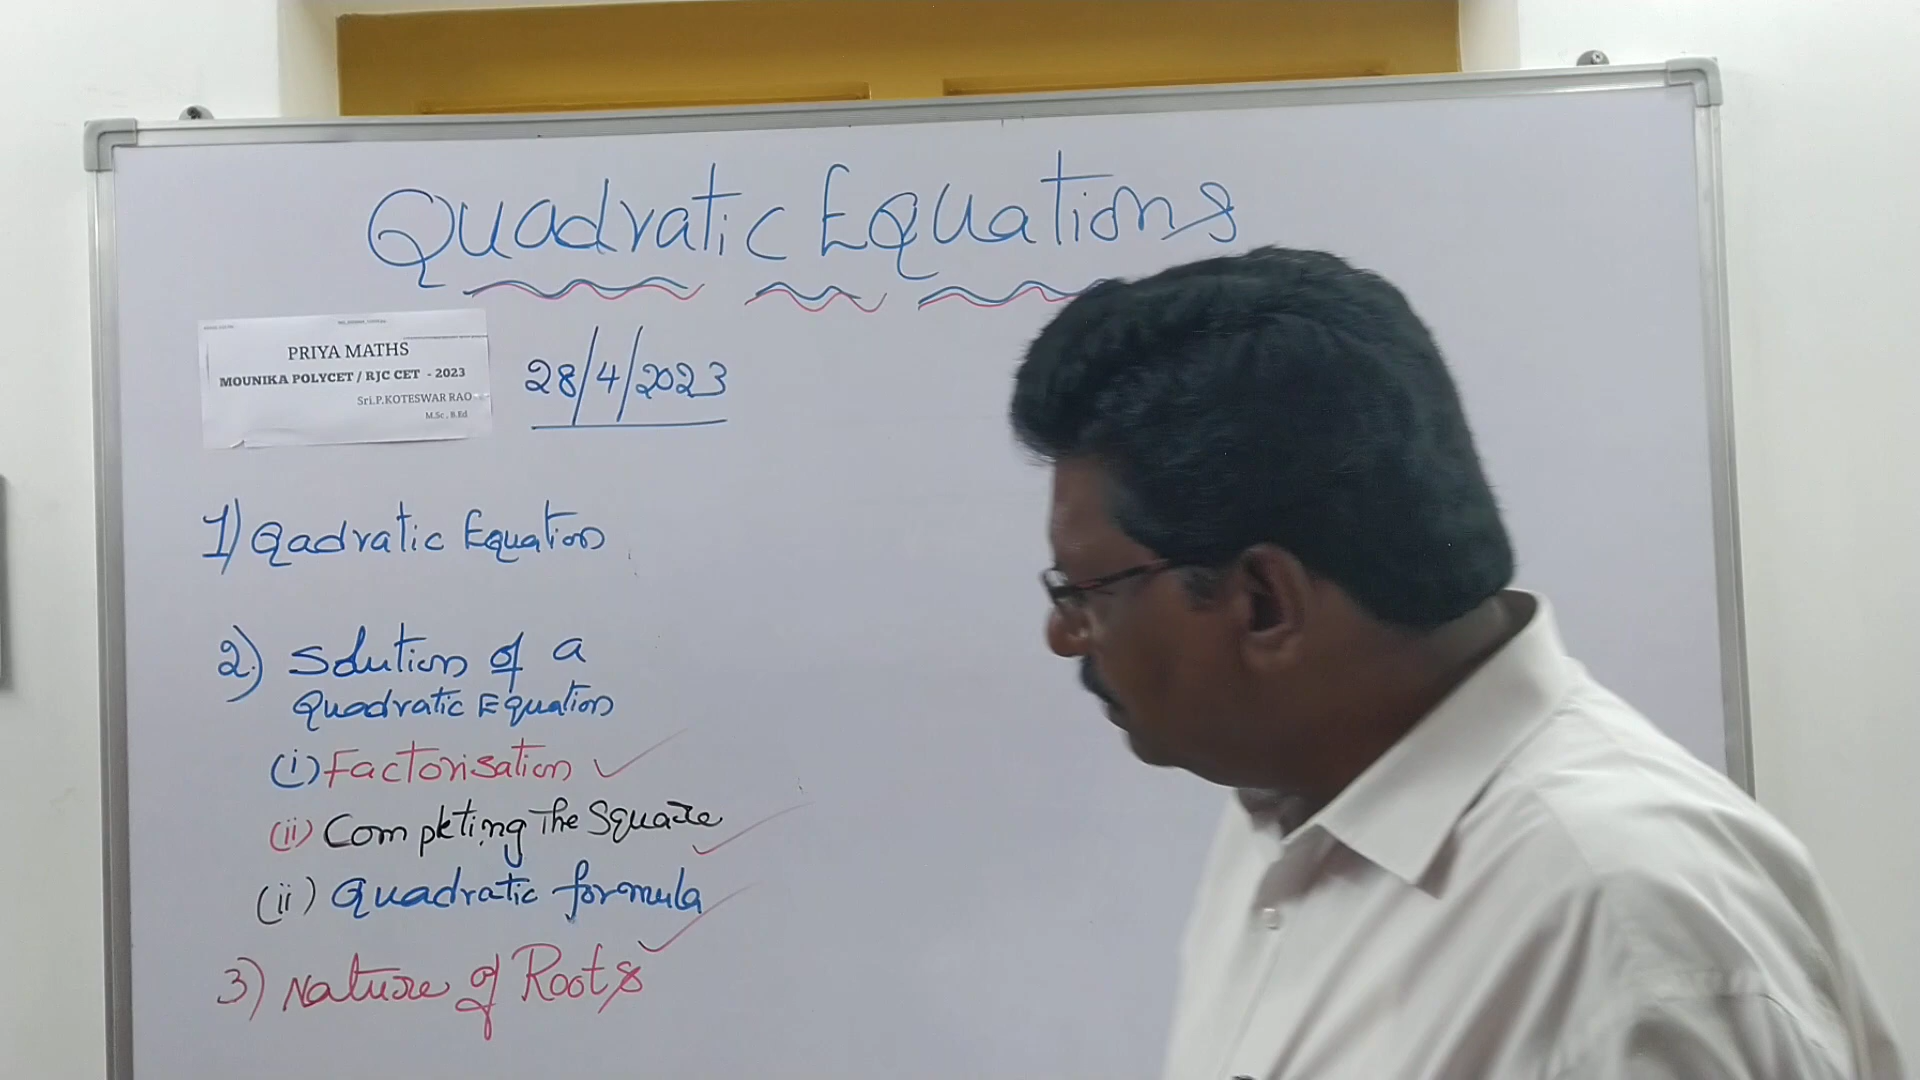 Quadratic Equations
PRIYA MATHS
MOUNIKA POLYCET / RJC CET - 2023
Sri.P.KOTESWAR RAO
M.Sc , B.Ed
28/4/2023
1) Qadratic Equation
2) Solution of a
Quadratic Equation
(i) Factorisation ✓
(ii) Completing The Square ✓
(ii) Quadratic formula ✓
3) Nature of Roots